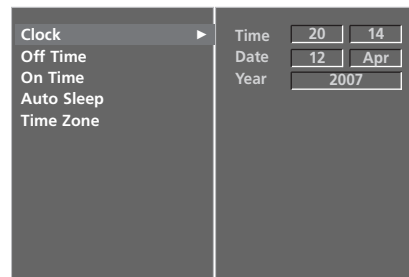 Clock ►
Off Time
On Time
Auto Sleep
Time Zone
Time 20 14
Date 12 Apr
Year 2007